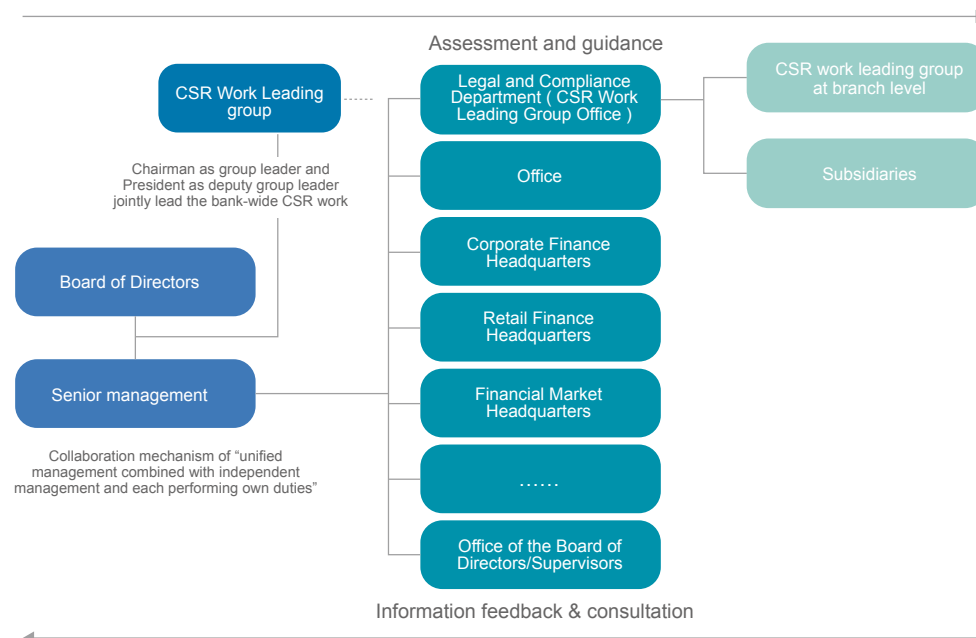 Assessment and guidance
CSR Work Leading
group
Chairman as group leader and
President as deputy group leader
jointly lead the bank-wide CSR work
Board of Directors
Senior management
Collaboration mechanism of “unified
management combined with independent
management and each performing own duties”
Legal and Compliance
Department ( CSR Work
Leading Group Office )
Office
Corporate Finance
Headquarters
Retail Finance
Headquarters
Financial Market
Headquarters
......
Office of the Board of
Directors/Supervisors
CSR work leading group
at branch level
Subsidiaries
Information feedback & consultation